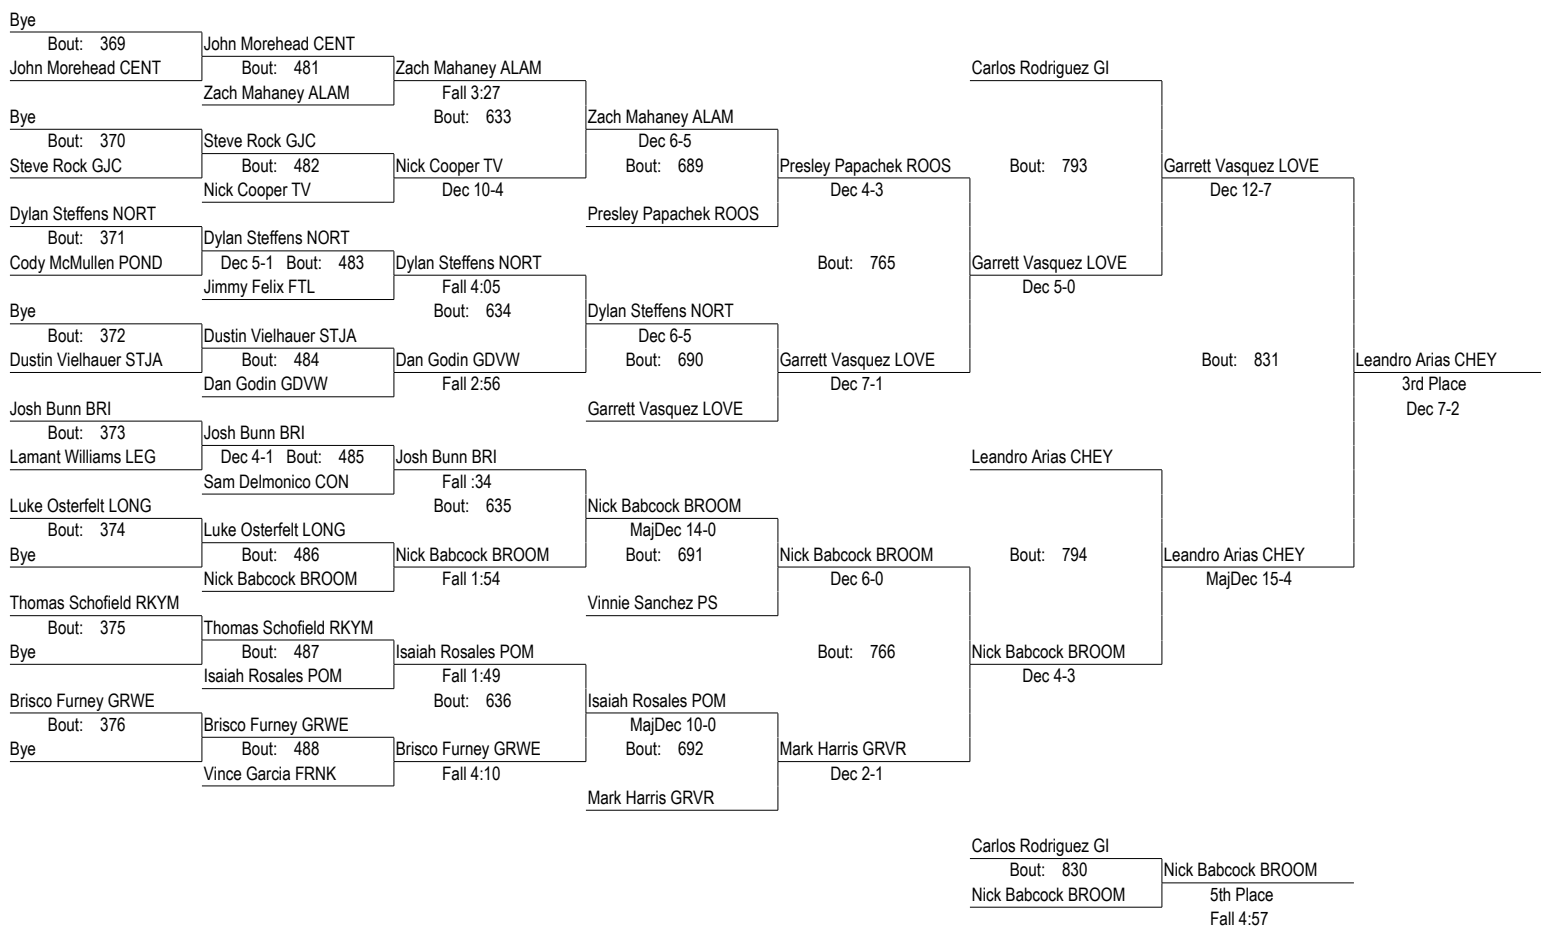 Bye
Bout: 369
John Morehead CENT
Bye
Bout: 370
Steve Rock GJC
Dylan Steffens NORT
Bout: 371
Cody McMullen POND
Bye
Bout: 372
Dustin Vielhauer STJA
Josh Bunn BRI
Bout: 373
Lamant Williams LEG
Luke Osterfelt LONG
Bout: 374
Bye
Thomas Schofield RKYM
Bout: 375
Bye
Brisco Furney GRWE
Bout: 376
Bye
John Morehead CENT
Bout: 481
Zach Mahaney ALAM
Steve Rock GJC
Bout: 482
Nick Cooper TV
Dylan Steffens NORT
Dec 5-1 Bout: 483
Jimmy Felix FTL
Dustin Vielhauer STJA
Bout: 484
Dan Godin GDVW
Josh Bunn BRI
Dec 4-1 Bout: 485
Sam Delmonico CON
Luke Osterfelt LONG
Bout: 486
Nick Babcock BROOM
Thomas Schofield RKYM
Bout: 487
Isaiah Rosales POM
Brisco Furney GRWE
Bout: 488
Vince Garcia FRNK
Zach Mahaney ALAM
Fall 3:27
Bout: 633
Nick Cooper TV
Dec 10-4
Dylan Steffens NORT
Fall 4:05
Bout: 634
Dan Godin GDVW
Fall 2:56
Josh Bunn BRI
Fall :34
Bout: 635
Nick Babcock BROOM
Fall 1:54
Isaiah Rosales POM
Fall 1:49
Bout: 636
Brisco Furney GRWE
Fall 4:10
Zach Mahaney ALAM
Dec 6-5
Bout: 689
Presley Papachek ROOS
Dylan Steffens NORT
Dec 6-5
Bout: 690
Garrett Vasquez LOVE
Nick Babcock BROOM
MajDec 14-0
Bout: 691
Vinnie Sanchez PS
Isaiah Rosales POM
MajDec 10-0
Bout: 692
Mark Harris GRVR
Presley Papachek ROOS
Dec 4-3
Bout: 765
Garrett Vasquez LOVE
Dec 7-1
Nick Babcock BROOM
Dec 6-0
Bout: 766
Mark Harris GRVR
Dec 2-1
Carlos Rodriguez GI
Bout: 793
Garrett Vasquez LOVE
Dec 5-0
Leandro Arias CHEY
Bout: 794
Nick Babcock BROOM
Dec 4-3
Garrett Vasquez LOVE
Dec 12-7
Bout: 831
Leandro Arias CHEY
MajDec 15-4
Leandro Arias CHEY
3rd Place
Dec 7-2
Carlos Rodriguez GI
Bout: 830
Nick Babcock BROOM
Nick Babcock BROOM
5th Place
Fall 4:57